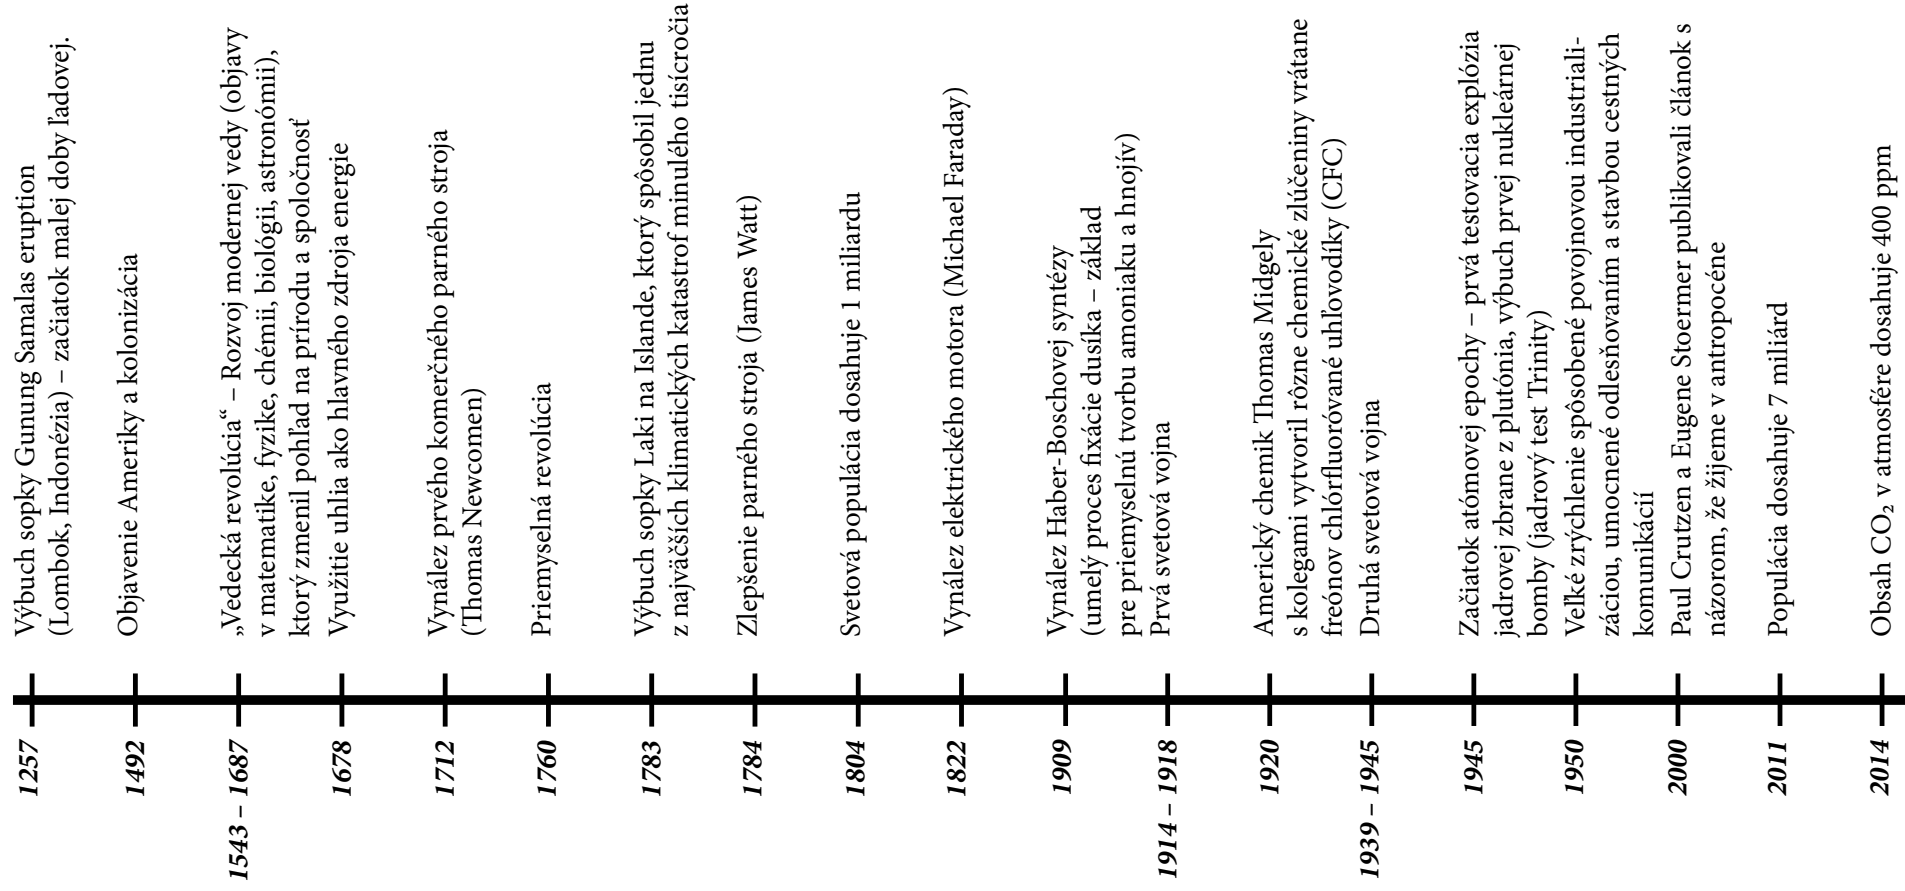 1257
Výbuch sopky Gunung Samalas eruption
(Lombok, Indonézia) – začiatok malej doby ľadovej.
1492
Objavenie Ameriky a kolonizácia
1543 – 1687
„Vedecká revolúcia“ – Rozvoj modernej vedy (objavy
v matematike, fyzike, chémii, biológii, astronómii),
ktorý zmenil pohľad na prírodu a spoločnosť
1678
Využitie uhlia ako hlavného zdroja energie
1712
Vynález prvého komerčného parného stroja
(Thomas Newcomen)
1760
Priemyselná revolúcia
1783
Výbuch sopky Laki na Islande, ktorý spôsobil jednu
z najväčších klimatických katastrof minulého tisícročia
1784
Zlepšenie parného stroja (James Watt)
1804
Svetová populácia dosahuje 1 miliardu
1822
Vynález elektrického motora (Michael Faraday)
1909
Vynález Haber-Boschovej syntézy
(umelý proces fixácie dusíka – základ
pre priemyselnú tvorbu amoniaku a hnojív)
1914 – 1918
Prvá svetová vojna
1920
Americký chemik Thomas Midgely
s kolegami vytvoril rôzne chemické zlúčeniny vrátane
freónov chlórfluoróvané uhľovodíky (CFC)
1939 – 1945
Druhá svetová vojna
1945
Začiatok atómovej epochy – prvá testovacia explózia
jadrovej zbrane z plutónia, výbuch prvej nukleárnej
bomby (jadrový test Trinity)
1950
Veľké zrýchlenie spôsobené povojnovou industriali-
záciou, umocnené odlesňovaním a stavbou cestných
komunikácií
2000
Paul Crutzen a Eugene Stoermer publikovali článok s
názorom, že žijeme v antropocéne
2011
Populácia dosahuje 7 miliárd
2014
Obsah CO₂ v atmosfére dosahuje 400 ppm